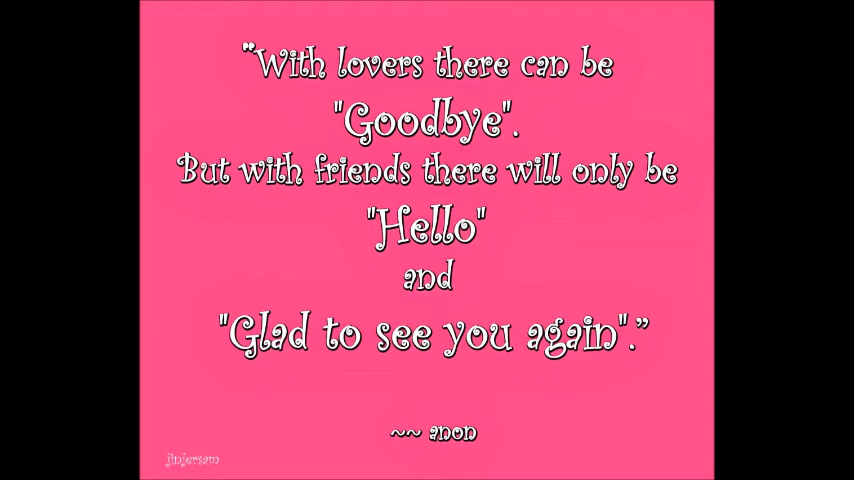 “With lovers there can be
"Goodbye".
But with friends there will only be
"Hello"
and
"Glad to see you again".”
~~ anon
jinjersam